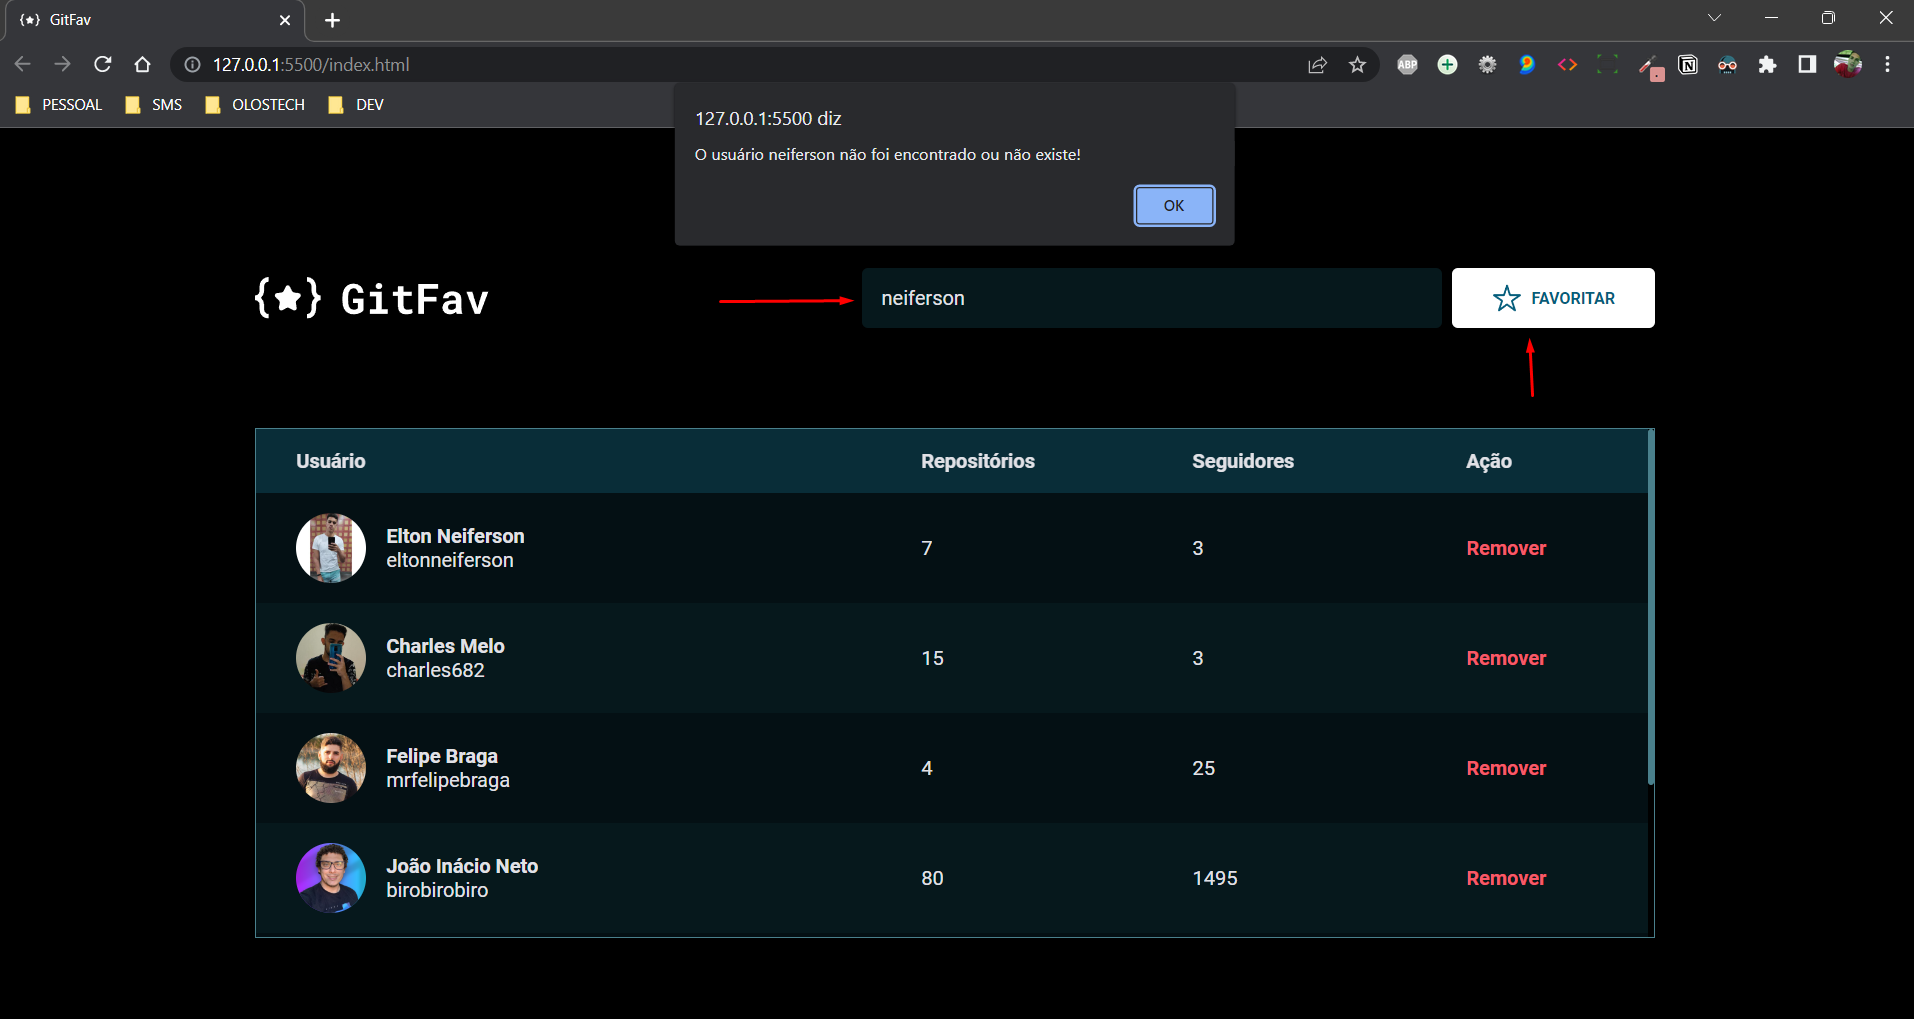 GitFav
127.0.0.1:5500/index.html
ABP
PESSOAL
SMS
OLOSTECH
DEV
127.0.0.1:5500 diz
O usuário neiferson não foi encontrado ou não existe!
OK
{★} GitFav
neiferson
FAVORITAR
Usuário Repositórios Seguidores Ação
Elton Neiferson
eltonneiferson
7 3 Remover
Charles Melo
charles682
15 3 Remover
Felipe Braga
mrfelipebraga
4 25 Remover
João Inácio Neto
birobirobiro
80 1495 Remover